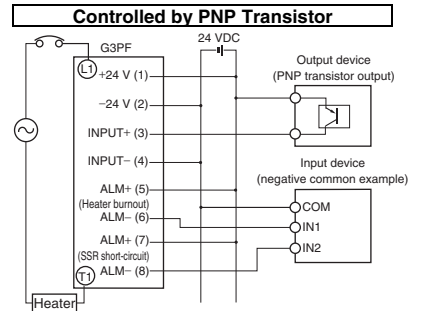 Controlled by PNP Transistor
24 VDC
G3PF
Output device
(PNP transistor output)
L1
+24 V (1)
−24 V (2)
INPUT+ (3)
INPUT− (4)
Input device
(negative common example)
ALM+ (5)
(Heater burnout)
ALM− (6)
COM
IN1
ALM+ (7)
IN2
(SSR short-circuit)
T1
ALM− (8)
Heater